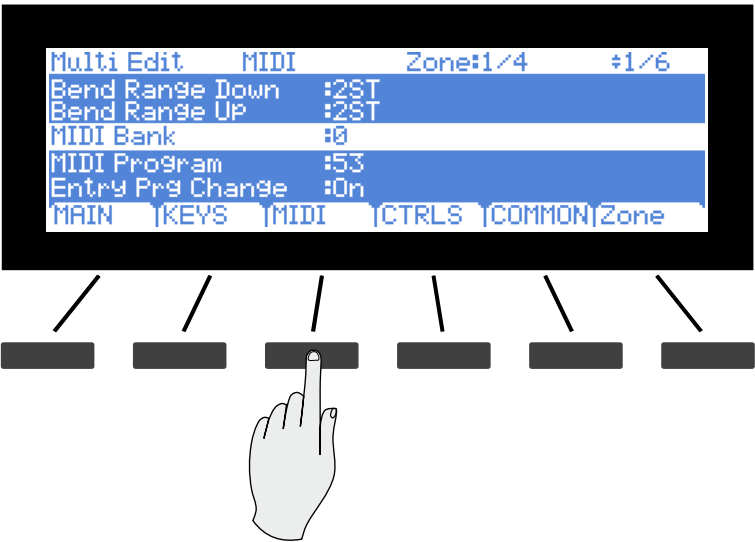 Multi Edit MIDI Zone:1/4 ÷1/6
Bend Range Down :2ST
Bend Range Up :2ST
MIDI Bank :0
MIDI Program :53
Entry Prg Change :On
MAIN KEYS MIDI CTRLS COMMON Zone